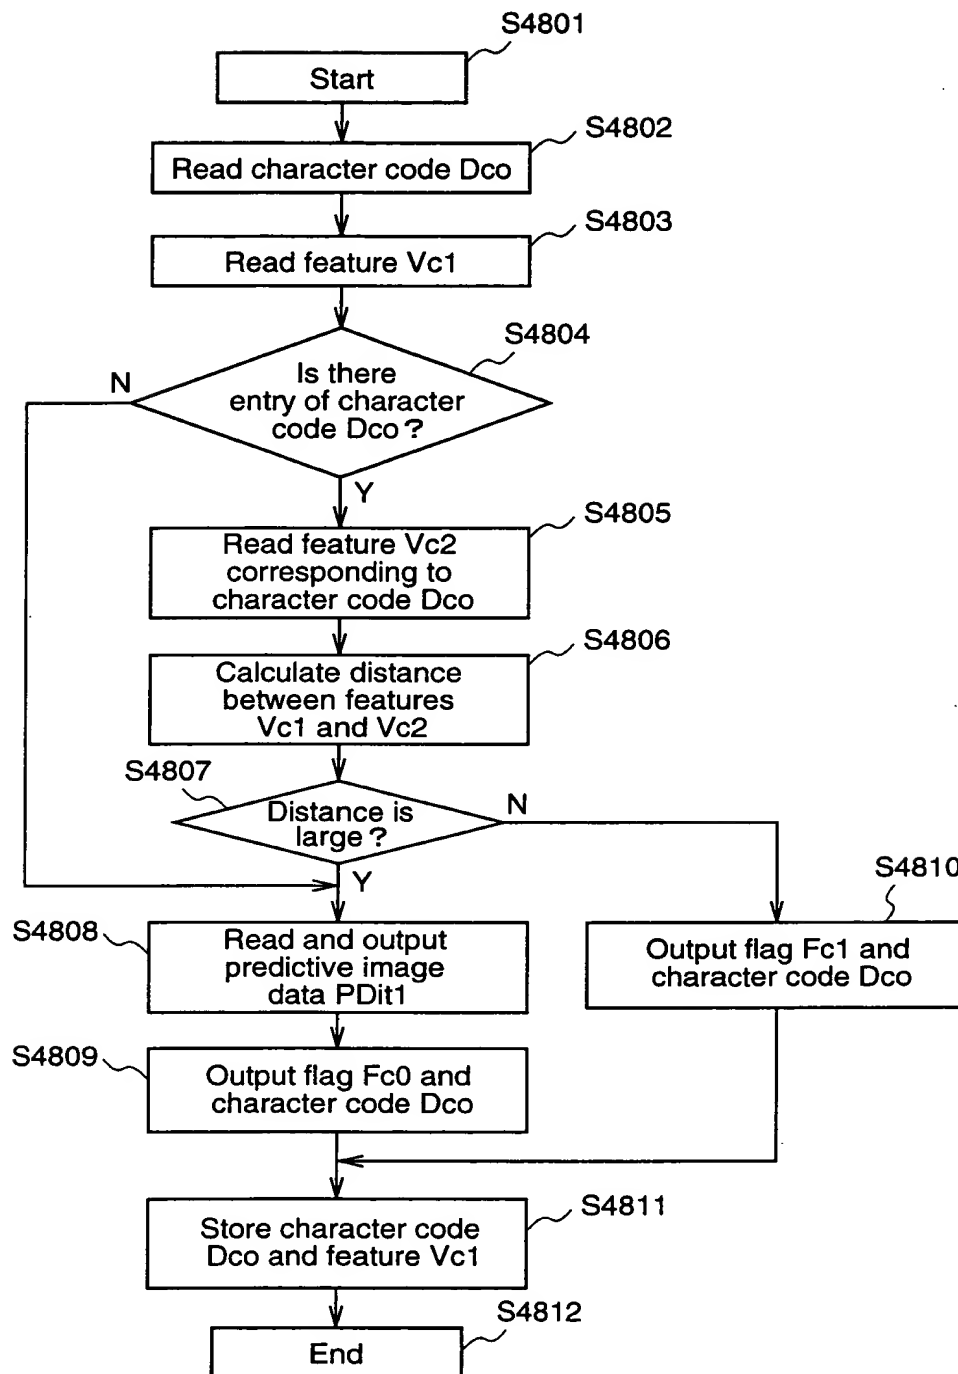 S4801
Start
S4802
Read character code Dco
S4803
Read feature Vc1
S4804
N
Is there
entry of character
code Dco ?
Y
S4805
Read feature Vc2
corresponding to
character code Dco
S4806
Calculate distance
between features
Vc1 and Vc2
S4807
N
Distance is
large ?
Y
S4810
S4808
Read and output
predictive image
data PDit1
Output flag Fc1 and
character code Dco
S4809
Output flag Fc0 and
character code Dco
S4811
Store character code
Dco and feature Vc1
S4812
End